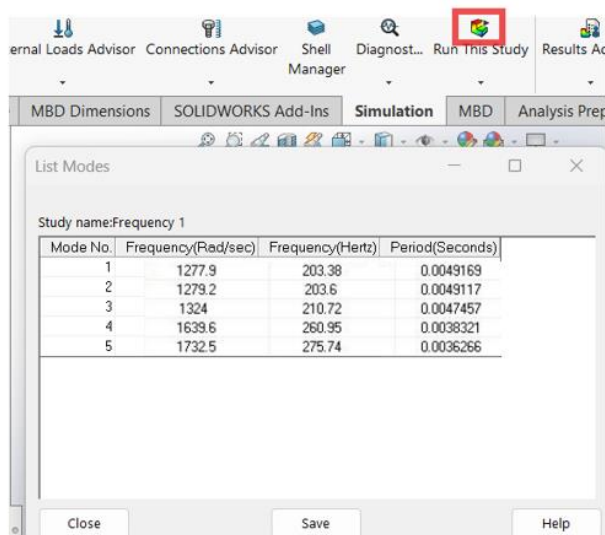 ernal Loads Advisor Connections Advisor Shell Manager Diagnost... Run This Study Results Ad
MBD Dimensions SOLIDWORKS Add-Ins Simulation MBD Analysis Prep
List Modes
Study name:Frequency 1
Mode No. Frequency(Rad/sec) Frequency(Hertz) Period(Seconds)
1 1277.9 203.38 0.0049169
2 1279.2 203.6 0.0049117
3 1324 210.72 0.0047457
4 1639.6 260.95 0.0038321
5 1732.5 275.74 0.0036266
Close Save Help